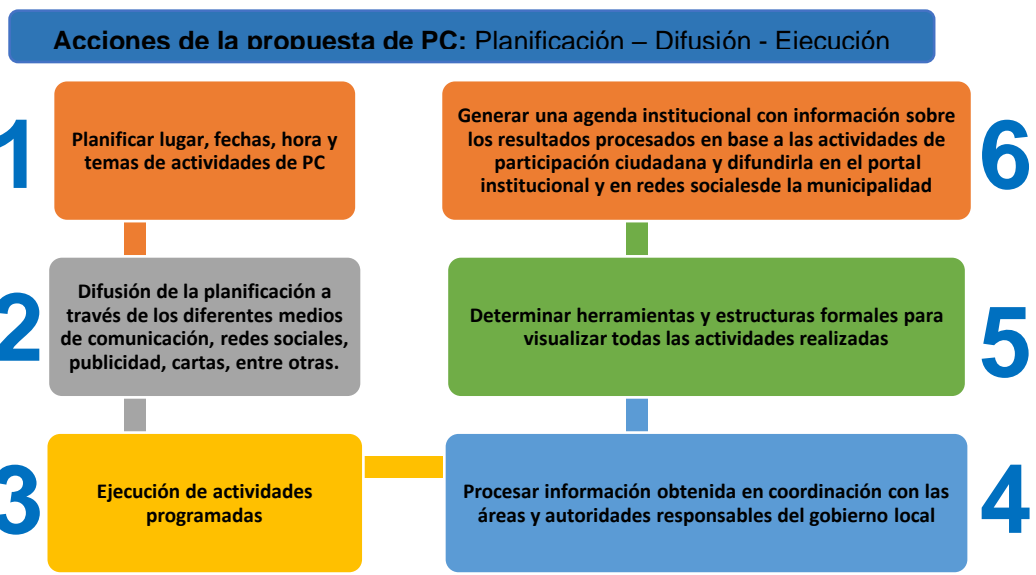 Acciones de la propuesta de PC: Planificación – Difusión - Ejecución
1
Planificar lugar, fechas, hora y
temas de actividades de PC
2
Difusión de la planificación a
través de los diferentes medios
de comunicación, redes sociales,
publicidad, cartas, entre otras.
3
Ejecución de actividades
programadas
4
Procesar información obtenida en coordinación con las
áreas y autoridades responsables del gobierno local
5
Determinar herramientas y estructuras formales para
visualizar todas las actividades realizadas
6
Generar una agenda institucional con información sobre
los resultados procesados en base a las actividades de
participación ciudadana y difundirla en el portal
institucional y en redes socialesde la municipalidad